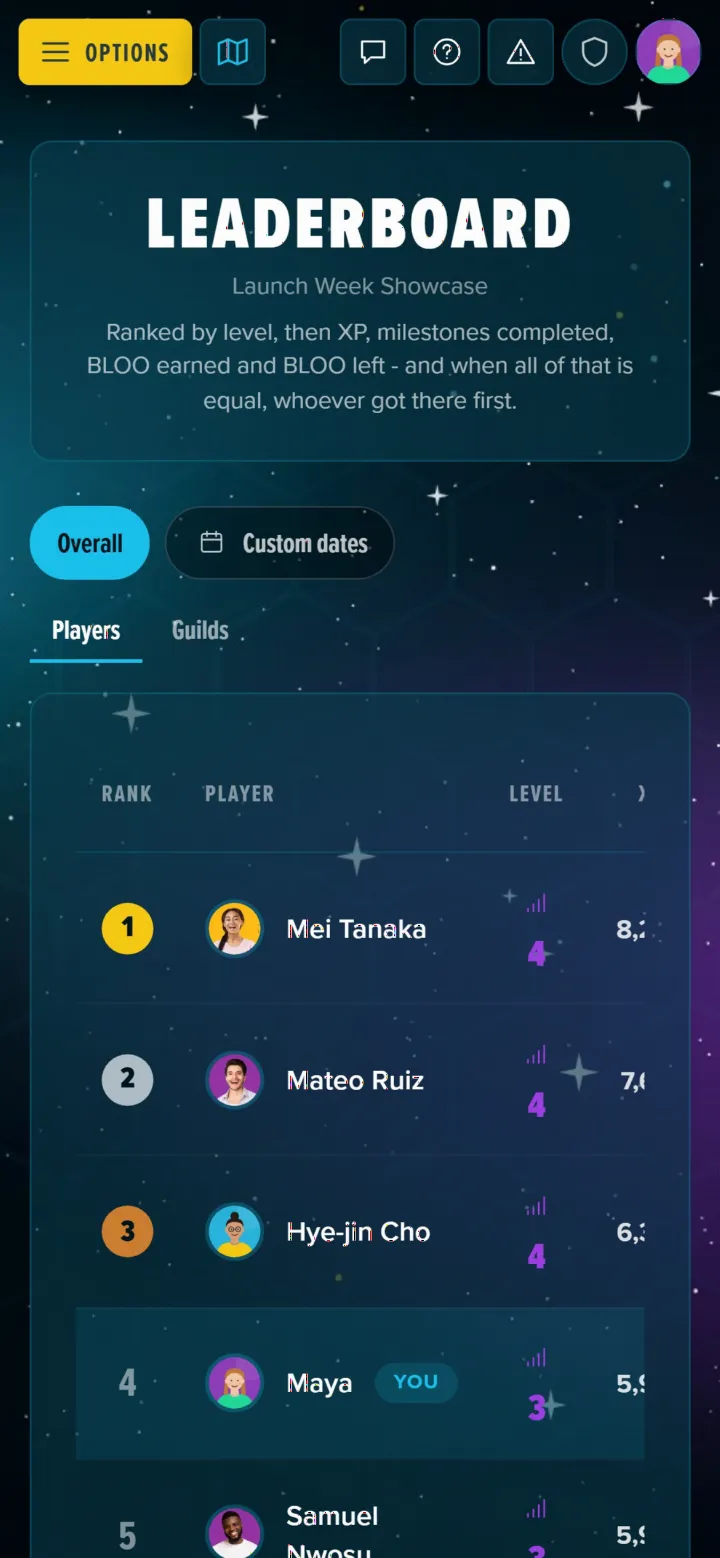 OPTIONS
LEADERBOARD
Launch Week Showcase
Ranked by level, then XP, milestones completed,
BLOO earned and BLOO left - and when all of that is
equal, whoever got there first.
Overall
Custom dates
Players
Guilds
RANK PLAYER LEVEL
1 Mei Tanaka 4
2 Mateo Ruiz 4
3 Hye-jin Cho 4
4 Maya YOU 3
5 Samuel
Nwosu